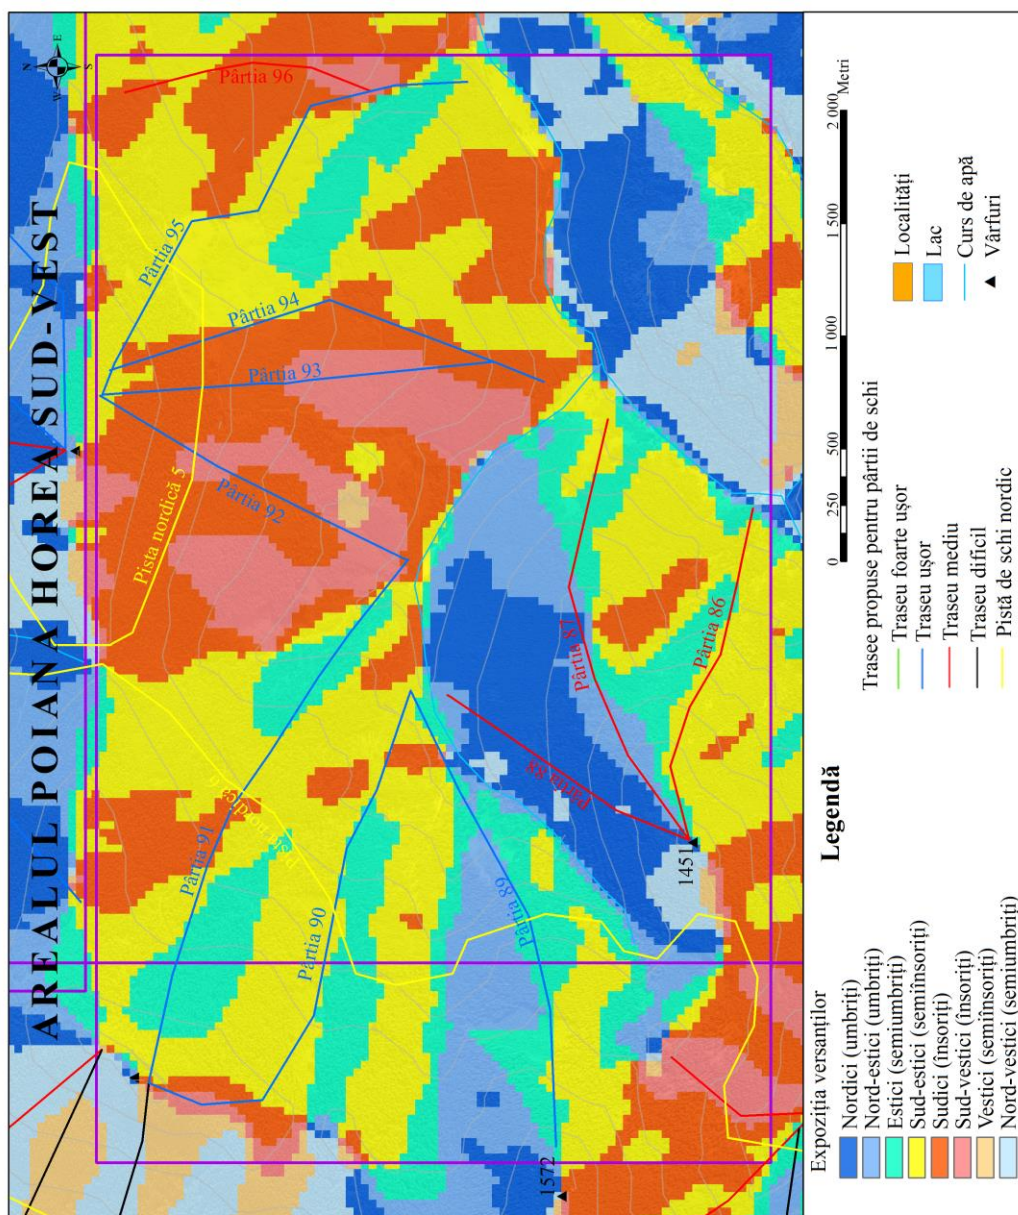 AREALUL POIANA HOREA SUD-VEST
N
E
S
W
Pârtia 96
Pârtia 95
Pârtia 94
Pârtia 93
Pârtia 92
Pista nordică 5
Pârtia 91
Pârtia 90
Pârtia 89
Pârtia 88
Pârtia 87
Pârtia 86
1451
1572
Legendă
Expoziția versanților
Nordici (umbriți)
Nord-estici (umbriți)
Estici (semiumbriți)
Sud-estici (semiînsoriți)
Sudici (însoriți)
Sud-vestici (însoriți)
Vestici (semiînsoriți)
Nord-vestici (semiumbriți)
0 250 500 1 000 1 500 2 000
Metri
Trasee propuse pentru pârtii de schi
Traseu foarte ușor
Traseu ușor
Traseu mediu
Traseu dificil
Pistă de schi nordic
Localități
Lac
Curs de apă
Vârfuri